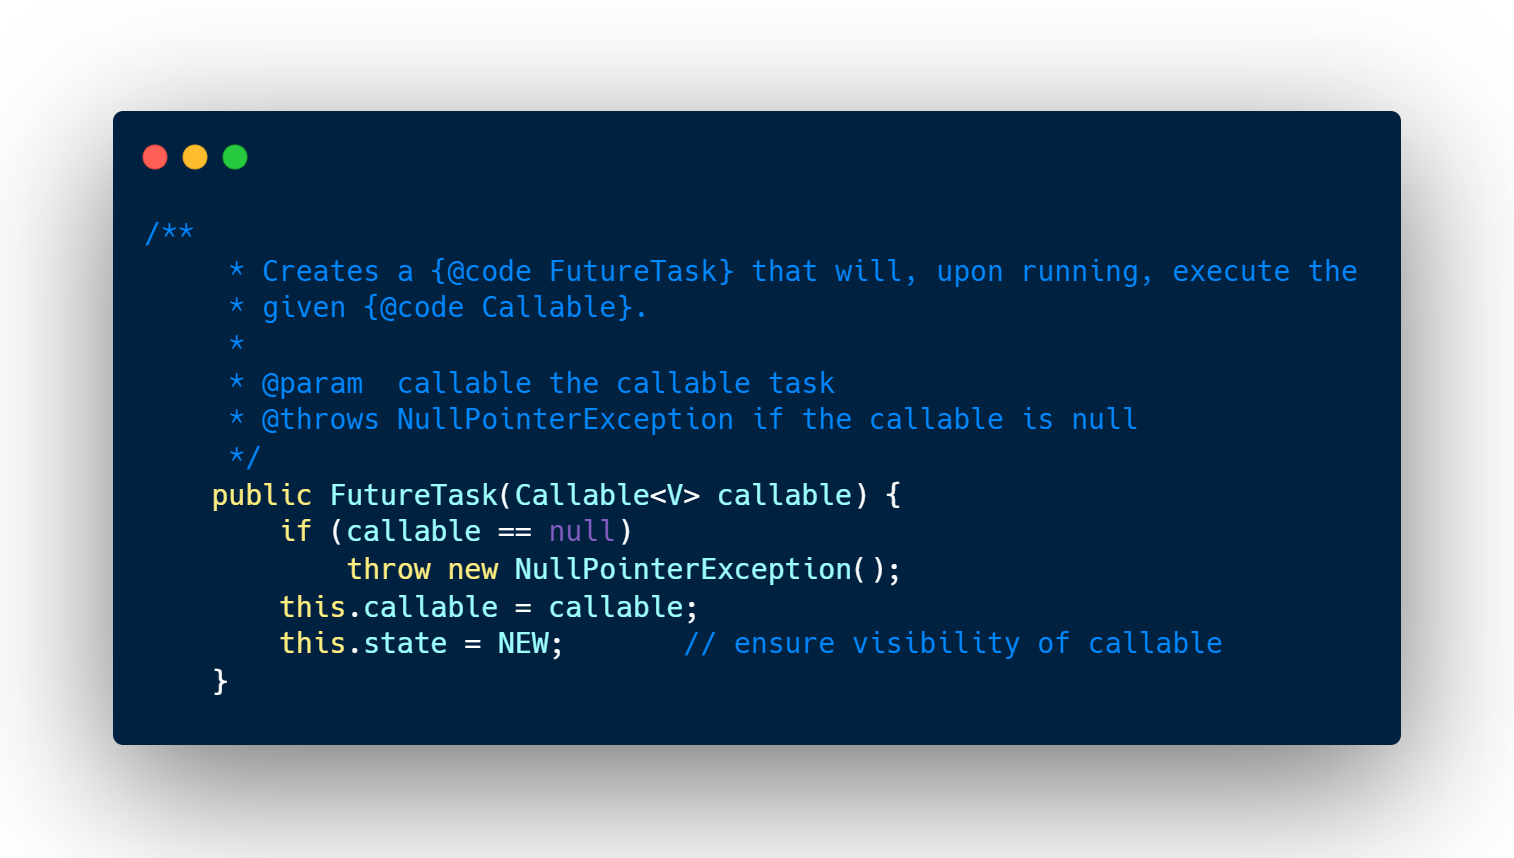 /**
     * Creates a {@code FutureTask} that will, upon running, execute the
     * given {@code Callable}.
     *
     * @param  callable the callable task
     * @throws NullPointerException if the callable is null
     */
    public FutureTask(Callable<V> callable) {
        if (callable == null)
            throw new NullPointerException();
        this.callable = callable;
        this.state = NEW;       // ensure visibility of callable
    }